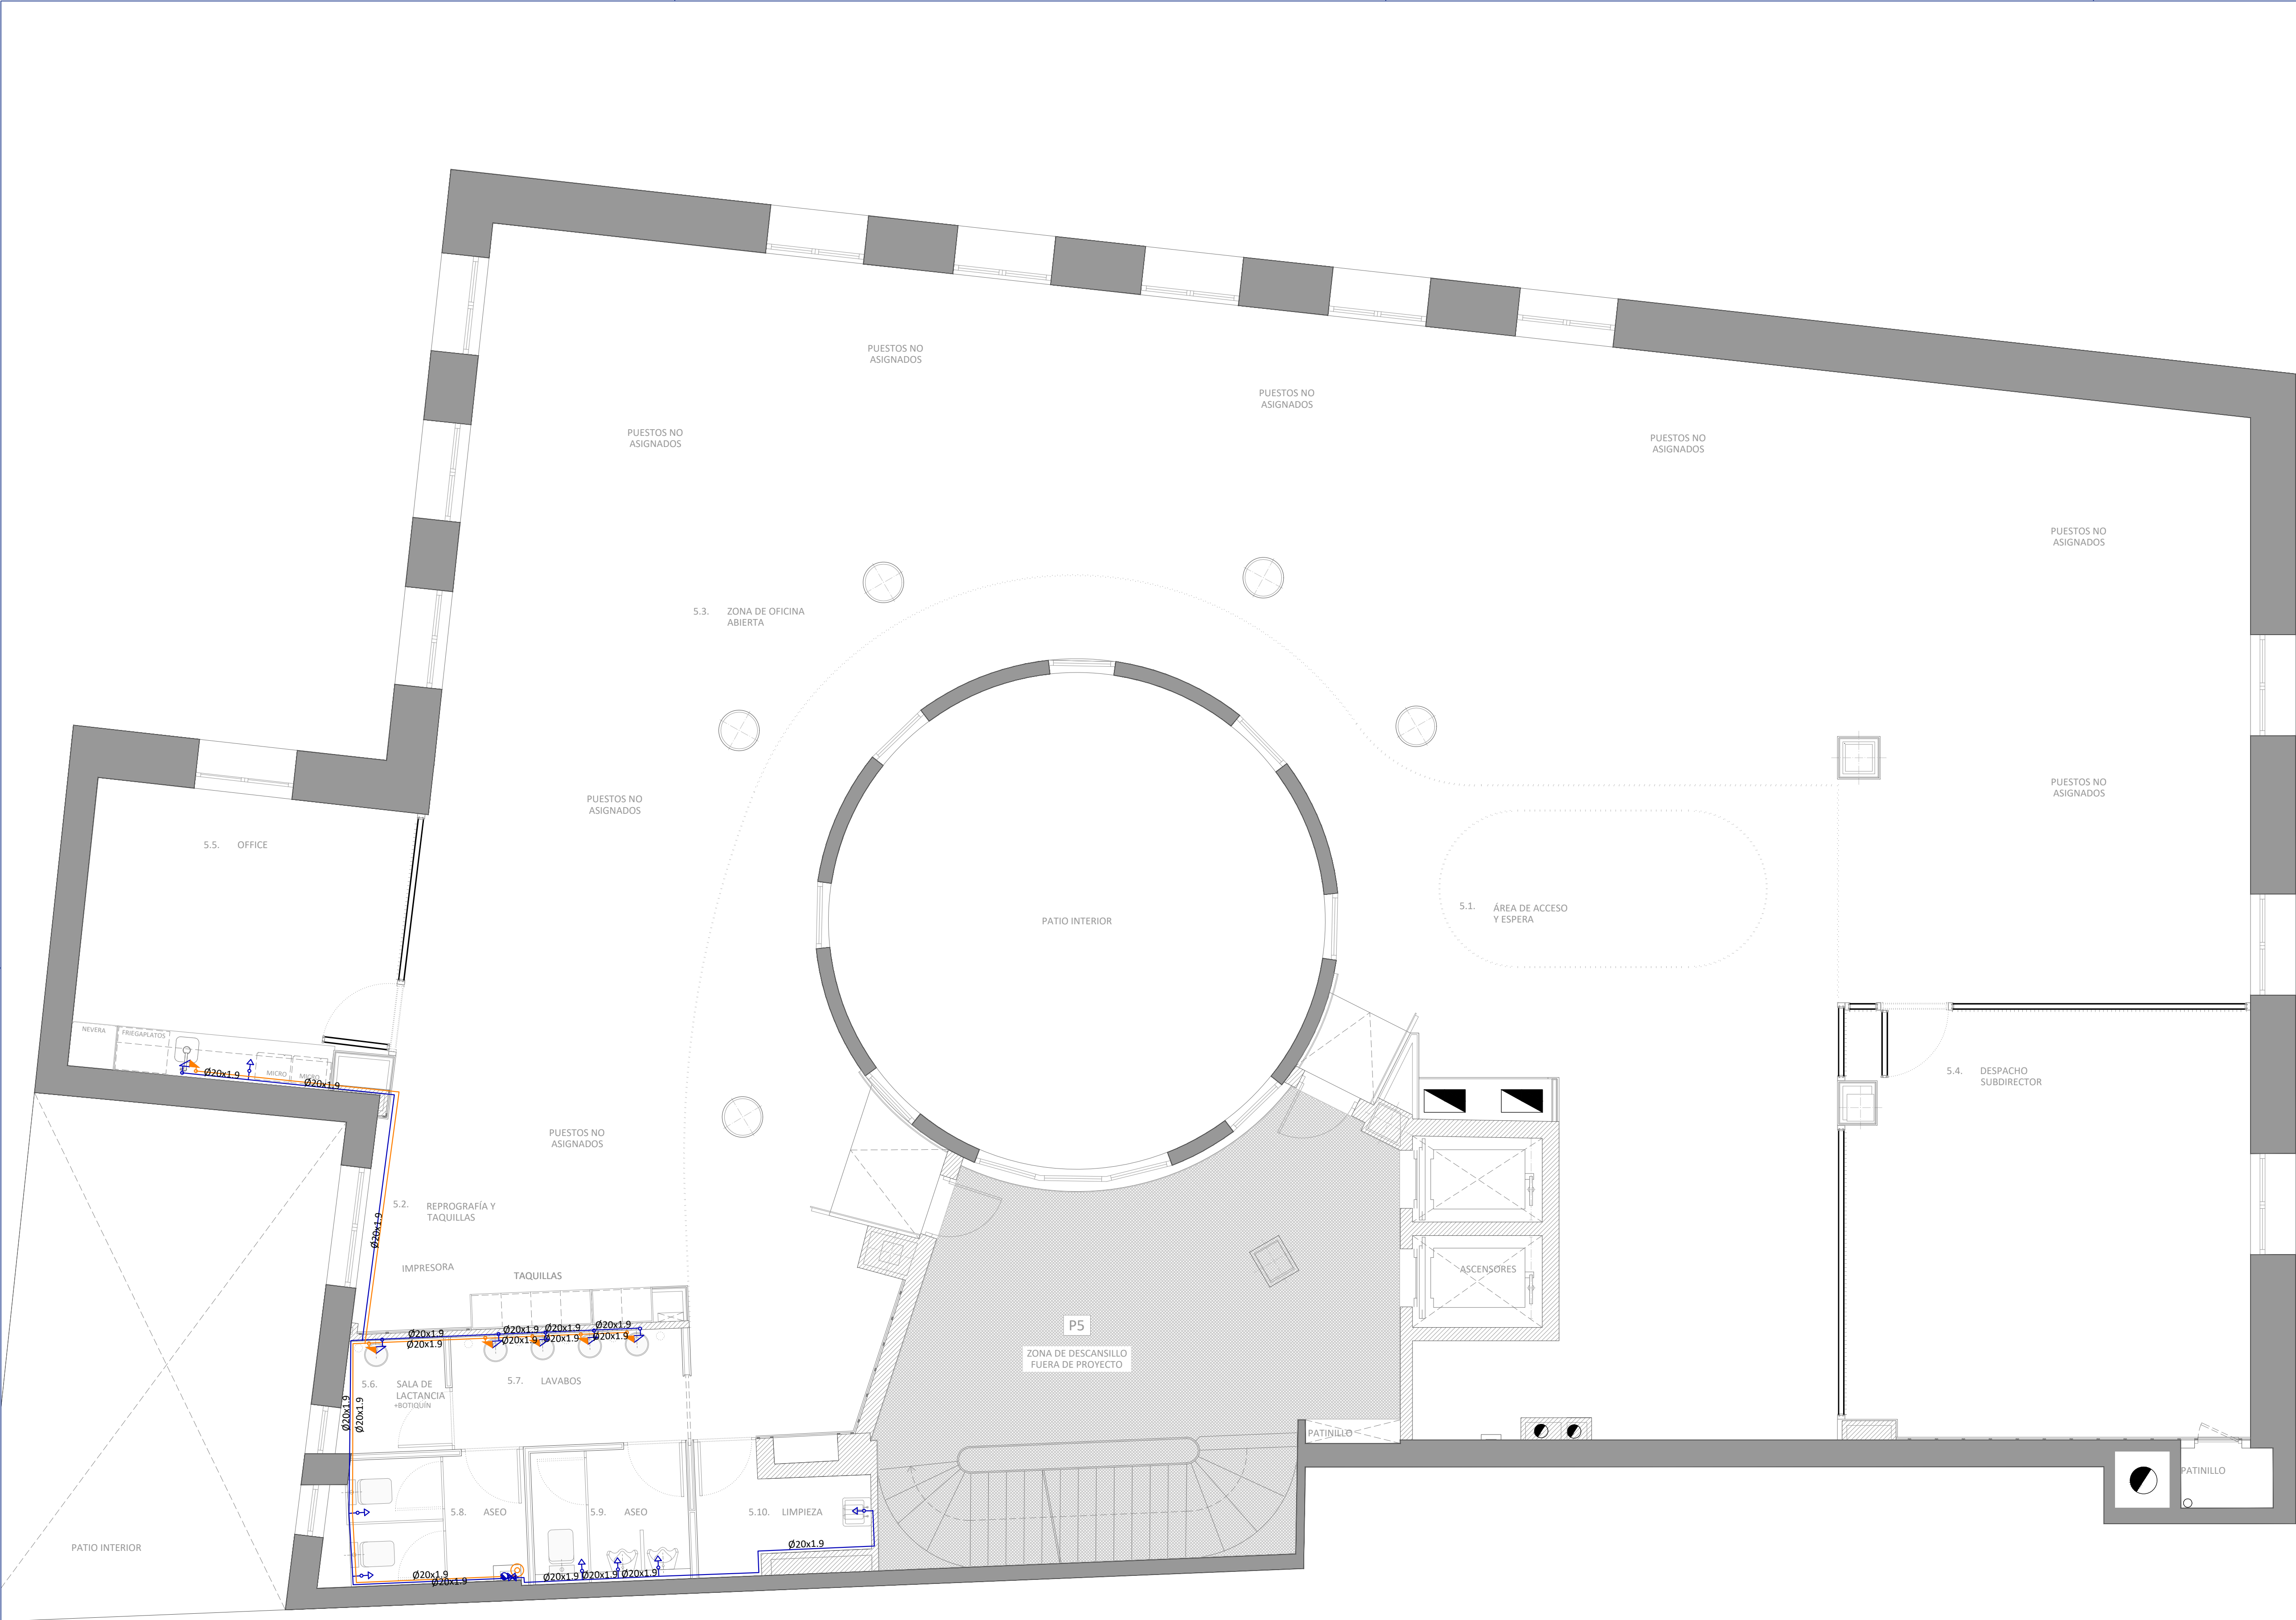 PUESTOS NO
ASIGNADOS
PUESTOS NO
ASIGNADOS
PUESTOS NO
ASIGNADOS
PUESTOS NO
ASIGNADOS
PUESTOS NO
ASIGNADOS
5.3. ZONA DE OFICINA
ABIERTA
PUESTOS NO
ASIGNADOS
PUESTOS NO
ASIGNADOS
5.5. OFFICE
5.1. ÁREA DE ACCESO
Y ESPERA
PATIO INTERIOR
NEVERA
FRIEGAPLATOS
MICRO
MICRO
Ø20x1.9
Ø20x1.9
5.4. DESPACHO
SUBDIRECTOR
PUESTOS NO
ASIGNADOS
5.2. REPROGRAFÍA Y
TAQUILLAS
Ø20x1.9
IMPRESORA
TAQUILLAS
ASCENSORES
P5
ZONA DE DESCANSILLO
FUERA DE PROYECTO
Ø20x1.9
Ø20x1.9
Ø20x1.9
Ø20x1.9
Ø20x1.9
Ø20x1.9
Ø20x1.9
Ø20x1.9
5.6. SALA DE
LACTANCIA
+BOTIQUÍN
5.7. LAVABOS
Ø20x1.9
Ø20x1.9
PATINILLO
PATINILLO
5.8. ASEO
5.9. ASEO
5.10. LIMPIEZA
PATIO INTERIOR
Ø20x1.9
Ø20x1.9
Ø20x1.9
Ø20x1.9
Ø20x1.9
Ø20x1.9